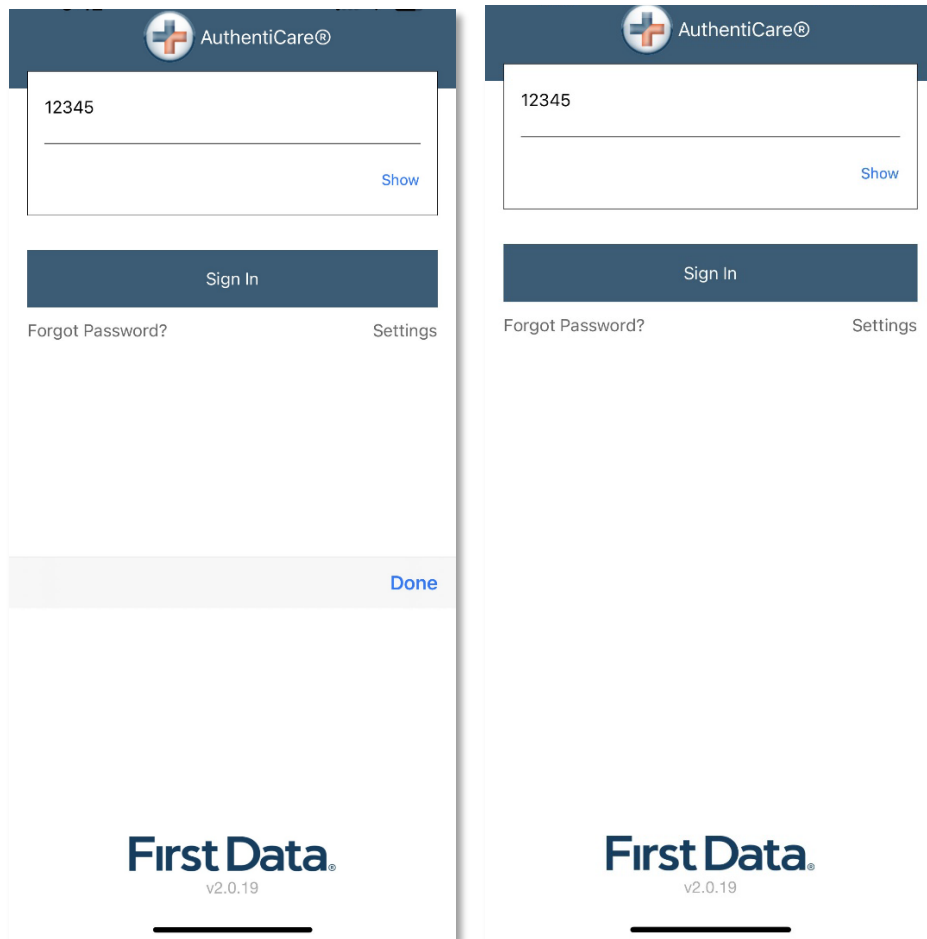 AuthentiCare®
12345
Show
Sign In
Forgot Password? Settings
Done
First Data®
v2.0.19
AuthentiCare®
12345
Show
Sign In
Forgot Password? Settings
First Data®
v2.0.19